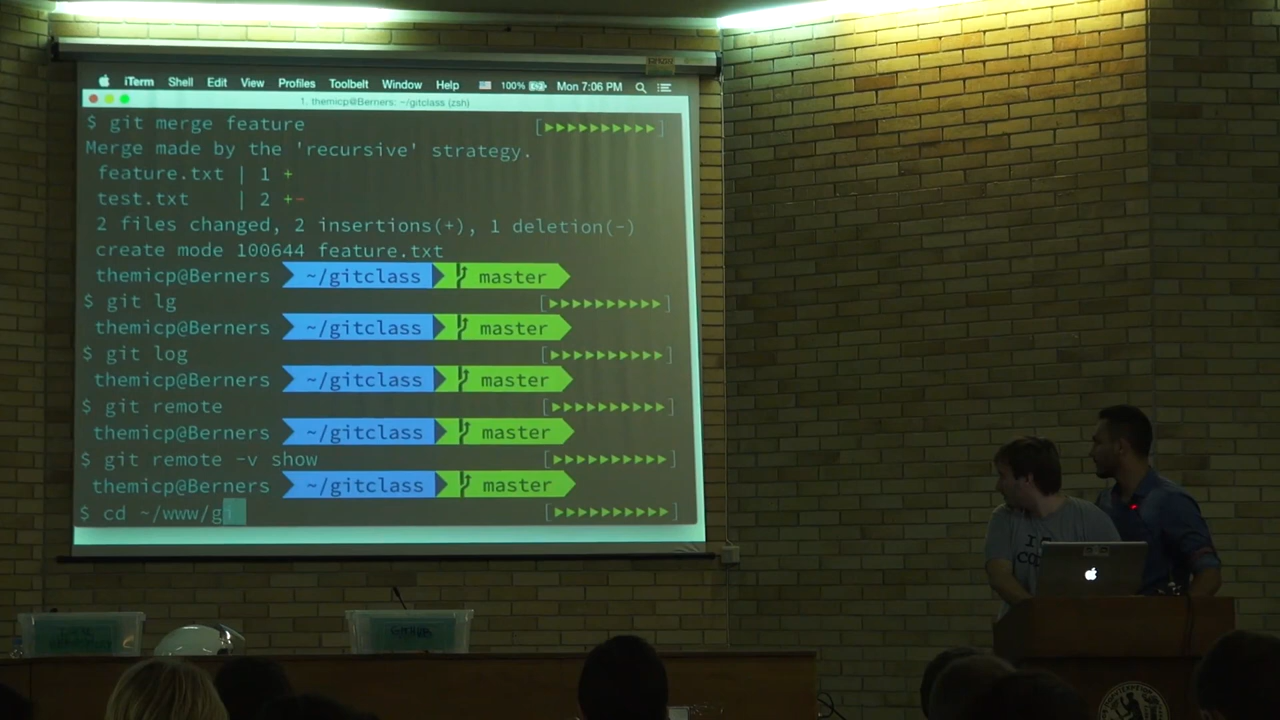 iTerm Shell Edit View Profiles Toolbelt Window Help 100% Mon 7:06 PM
1. themicp@Berners: ~/gitclass (zsh)
$ git merge feature
Merge made by the 'recursive' strategy.
feature.txt | 1 +
test.txt | 2 +-
2 files changed, 2 insertions(+), 1 deletion(-)
create mode 100644 feature.txt
themicp@Berners ~/gitclass master
$ git lg
themicp@Berners ~/gitclass master
$ git log
themicp@Berners ~/gitclass master
$ git remote
themicp@Berners ~/gitclass master
$ git remote -v show
themicp@Berners ~/gitclass master
$ cd ~/www/gi
GitHub